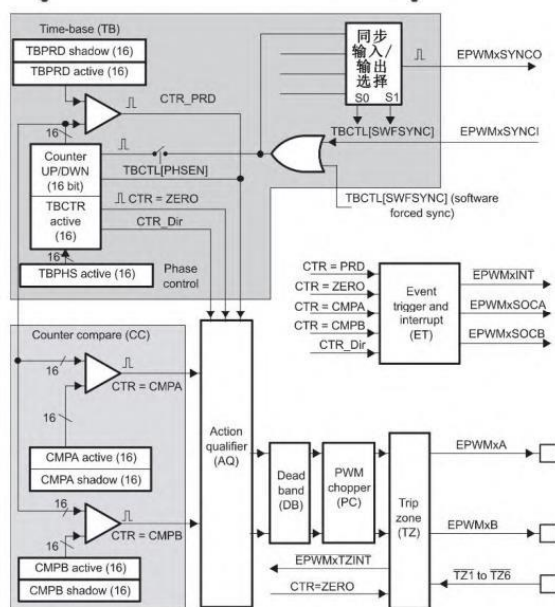 Time-base (TB)
TBPRD shadow (16)
TBPRD active (16)
CTR_PRD
16
Counter
UP/DWN
(16 bit)
TBCTR
active
(16)
TBCTL[PHSEN]
CTR = ZERO
CTR_Dir
16
TBPHS active (16)
Phase
control
同步
输入/
输出
选择
S0 S1
EPWMxSYNCO
TBCTL[SWFSYNC]
EPWMxSYNCI
TBCTL[SWFSYNC] (software
forced sync)
CTR = PRD
CTR = ZERO
CTR = CMPA
CTR = CMPB
CTR_Dir
Event
trigger and
interrupt
(ET)
EPWMxINT
EPWMxSOCA
EPWMxSOCB
Counter compare (CC)
16
CTR = CMPA
16
CMPA active (16)
CMPA shadow (16)
16
CTR = CMPB
16
CMPB active (16)
CMPB shadow (16)
Action
qualifier
(AQ)
Dead
band
(DB)
PWM
chopper
(PC)
Trip
zone
(TZ)
EPWMxA
EPWMxB
EPWMxTZINT
CTR=ZERO
TZ1 to TZ6